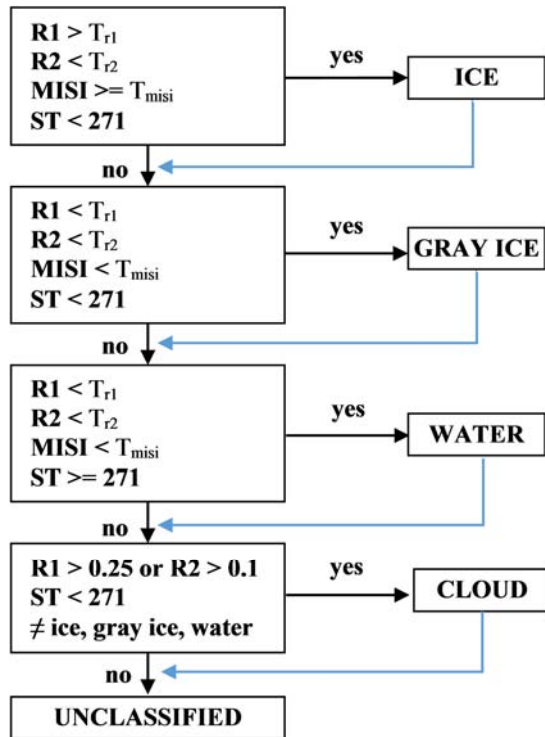 R1 > Tr1
R2 < Tr2
MISI >= Tmisi
ST < 271
yes
ICE
no
R1 < Tr1
R2 < Tr2
MISI < Tmisi
ST < 271
yes
GRAY ICE
no
R1 < Tr1
R2 < Tr2
MISI < Tmisi
ST >= 271
yes
WATER
no
R1 > 0.25 or R2 > 0.1
ST < 271
≠ ice, gray ice, water
yes
CLOUD
no
UNCLASSIFIED